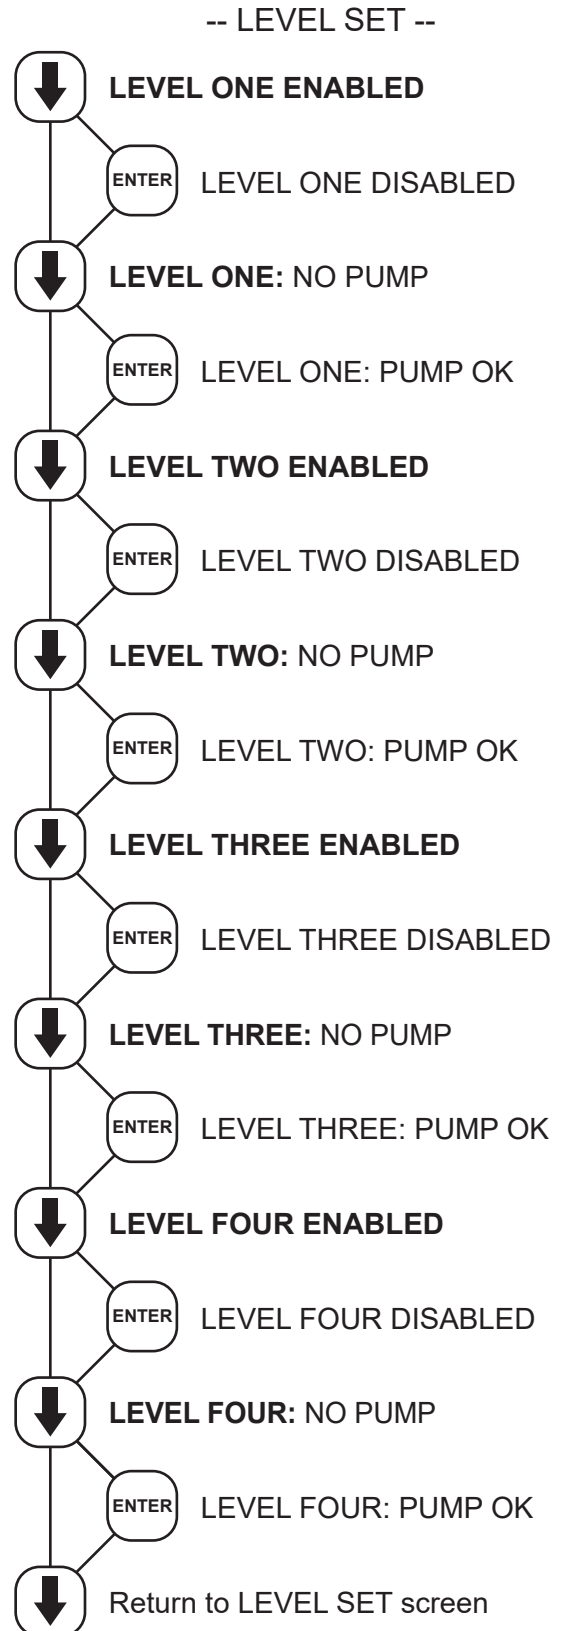 -- LEVEL SET --
LEVEL ONE ENABLED
ENTER LEVEL ONE DISABLED
LEVEL ONE: NO PUMP
ENTER LEVEL ONE: PUMP OK
LEVEL TWO ENABLED
ENTER LEVEL TWO DISABLED
LEVEL TWO: NO PUMP
ENTER LEVEL TWO: PUMP OK
LEVEL THREE ENABLED
ENTER LEVEL THREE DISABLED
LEVEL THREE: NO PUMP
ENTER LEVEL THREE: PUMP OK
LEVEL FOUR ENABLED
ENTER LEVEL FOUR DISABLED
LEVEL FOUR: NO PUMP
ENTER LEVEL FOUR: PUMP OK
Return to LEVEL SET screen